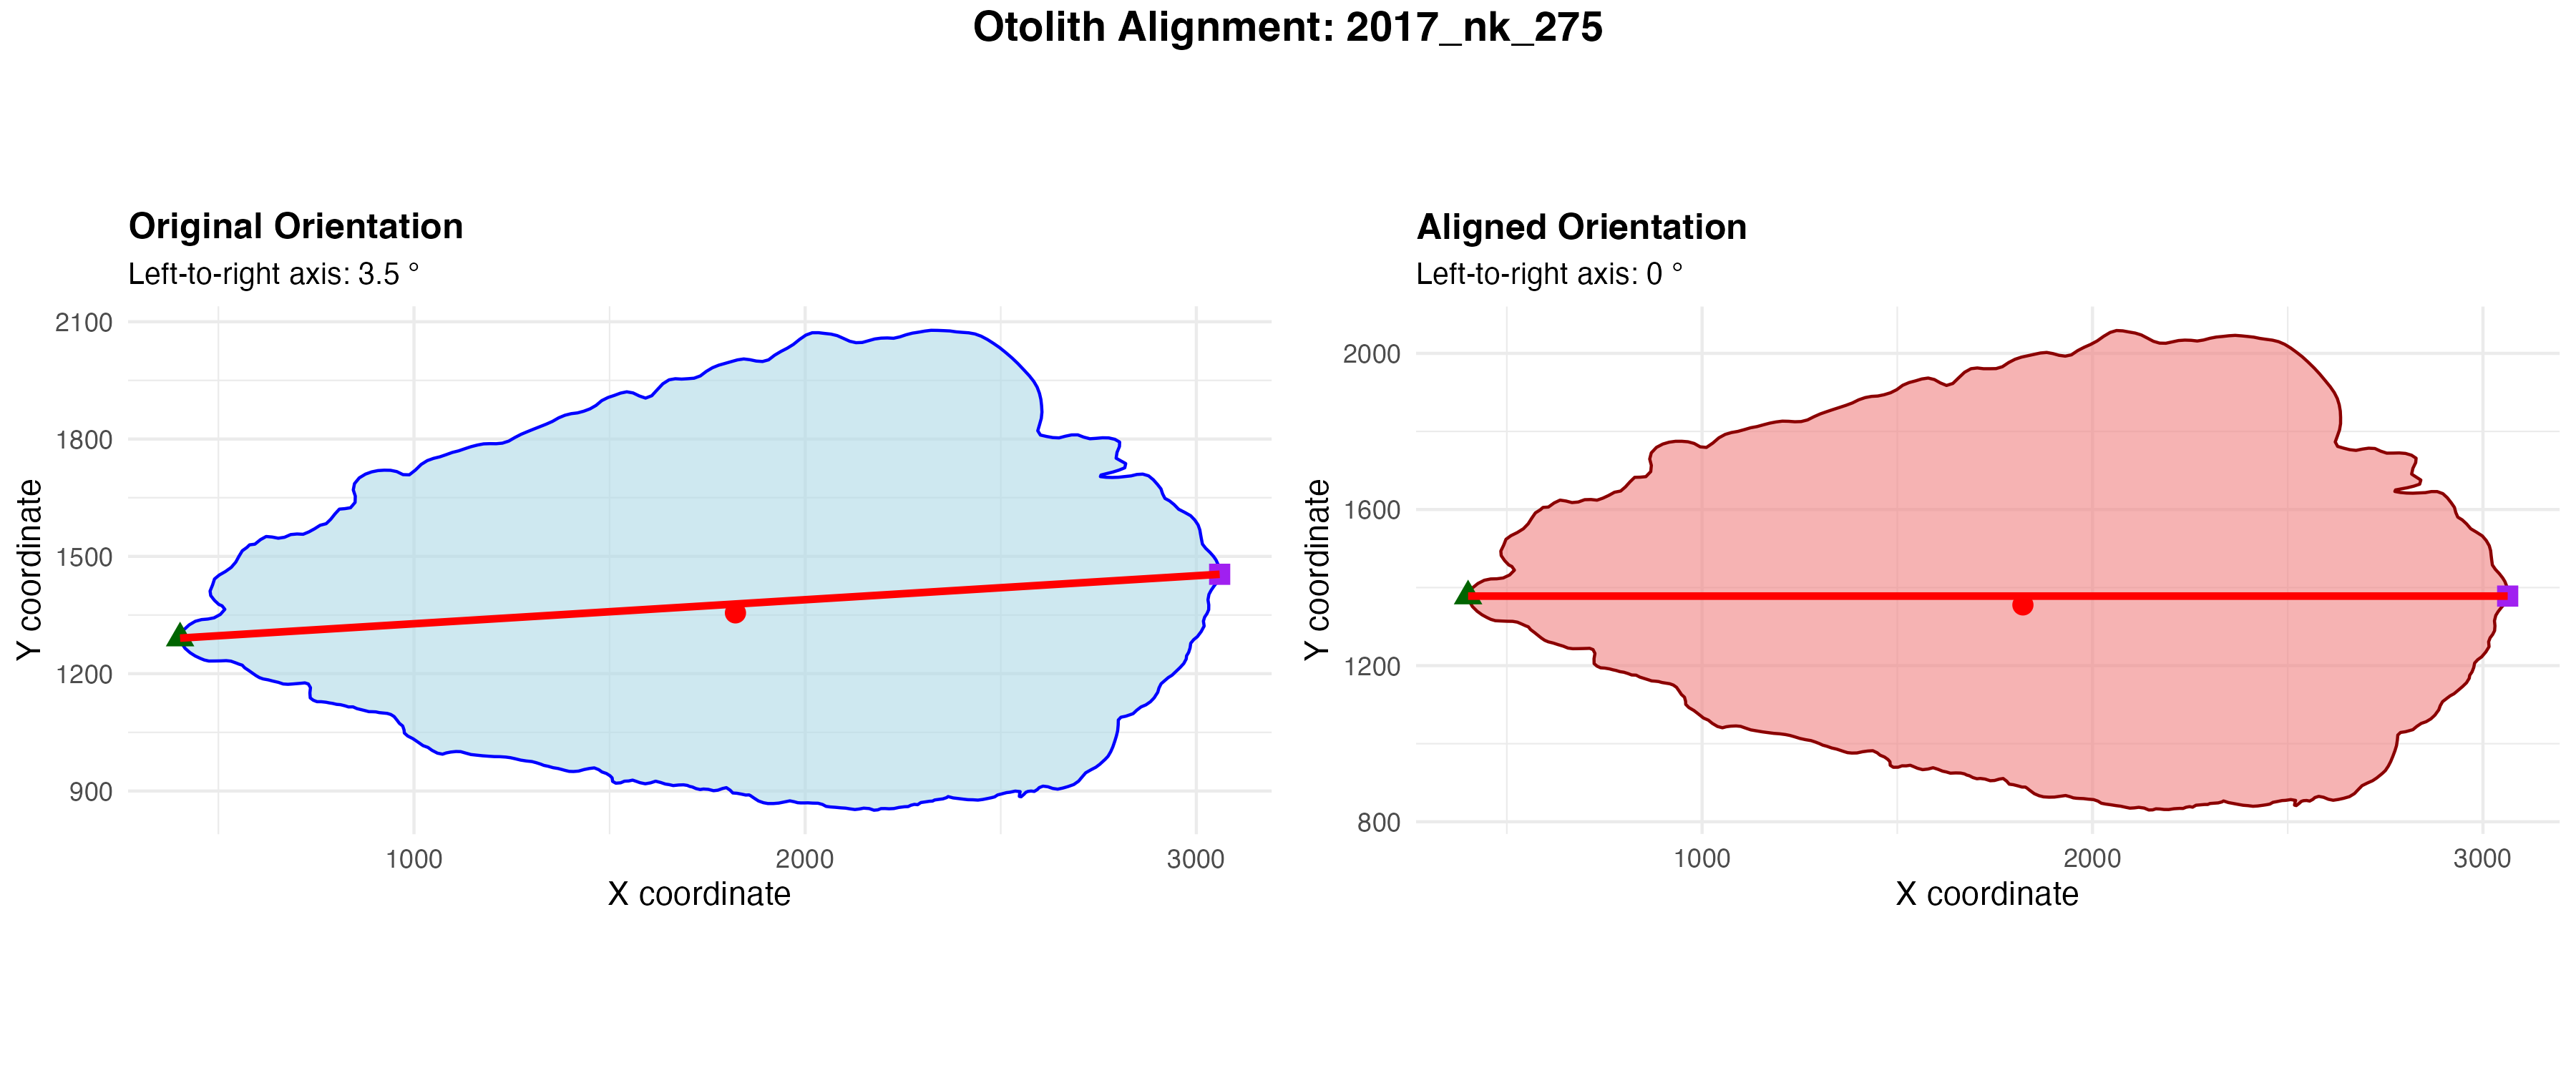 Otolith Alignment: 2017_nk_275
Original Orientation
Left-to-right axis: 3.5 °
2100
1800
1500
1200
900
Y coordinate
1000
2000
3000
X coordinate
Aligned Orientation
Left-to-right axis: 0 °
2000
1600
1200
800
Y coordinate
1000
2000
3000
X coordinate